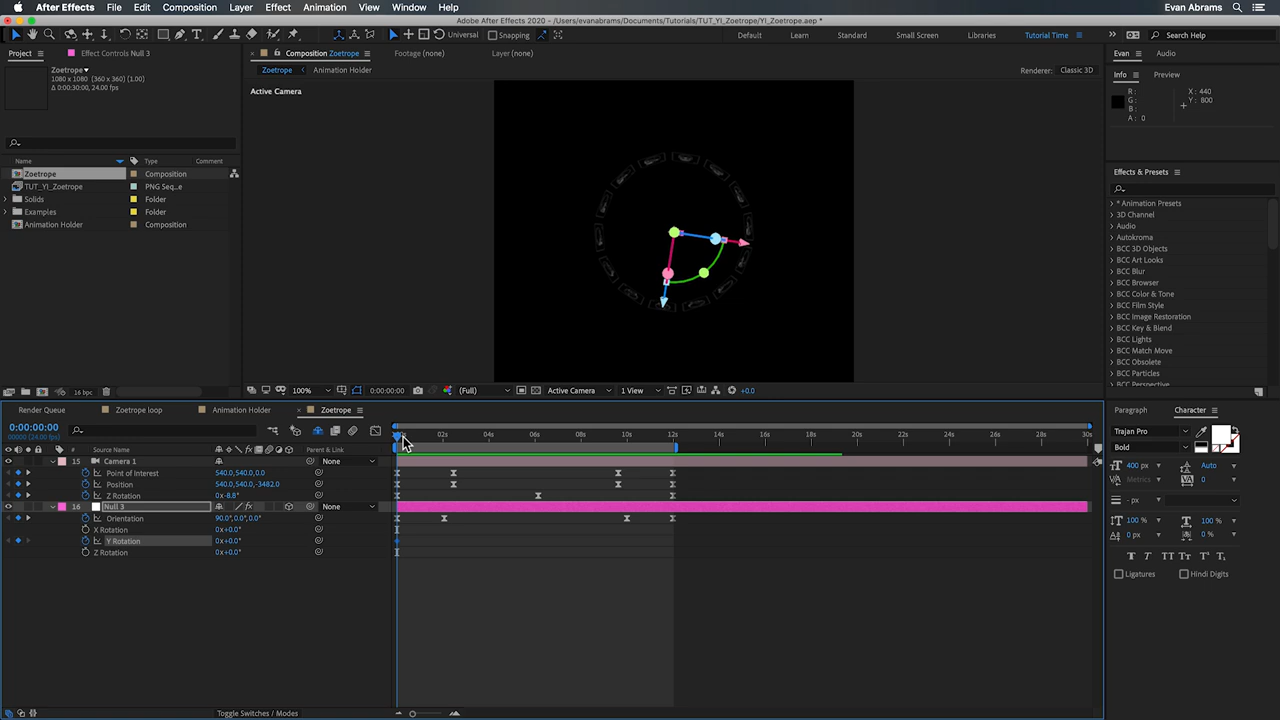 After Effects File Edit Composition Layer Effect Animation View Window Help Evan Abrams
Adobe After Effects 2020 - /Users/evanabrams/Documents/Tutorials/TUT_YI_Zoetrope/YI_Zoetrope.aep *
Universal Snapping Default Learn Standard Small Screen Libraries Tutorial Time Search Help
Project Effect Controls Null 3 Composition Zoetrope Footage (none) Layer (none) Evan Audio
Zoetrope Animation Holder Renderer: Classic 3D
Zoetrope
1080 x 1080 (360 x 360) (1.00)
Δ 0:00:30:00, 24.00 fps
Active Camera
Info Preview
R:
G:
B:
A: 0
X: 440
Y: 800
Name Type Comment
Zoetrope Composition
TUT_YI_Zoetrope PNG Seq...e
Solids Folder
Examples Folder
Animation Holder Composition
Effects & Presets
* Animation Presets
3D Channel
Audio
Autokroma
BCC 3D Objects
BCC Art Looks
BCC Blur
BCC Browser
BCC Color & Tone
BCC Film Style
BCC Image Restoration
BCC Key & Blend
BCC Lights
BCC Match Move
BCC Obsolete
BCC Perspective
16 bpc 100% 0:00:00:00 (Full) Active Camera 1 View +0.0
Render Queue Zoetrope loop Animation Holder Zoetrope
0:00:00:00
00000 (24.00 fps)
02s 04s 06s 08s 10s 12s 14s 16s 18s 20s 22s 24s 26s 28s 30s
# Source Name Parent & Link
15 Camera 1 None
Point of Interest 540.0,540.0,0.0
Position 540.0,540.0,-3482.0
Z Rotation 0x-8.8°
16 Null 3 None
Orientation 90.0°,0.0°,0.0°
X Rotation 0x+0.0°
Y Rotation 0x+0.0°
Z Rotation 0x+0.0°
Toggle Switches / Modes
Paragraph Character
Trajan Pro
Bold
400 px Auto
Metrics 0
- px
100 % 100 %
0 px 0 %
T T TT Tt T¹ T₁
Ligatures Hindi Digits